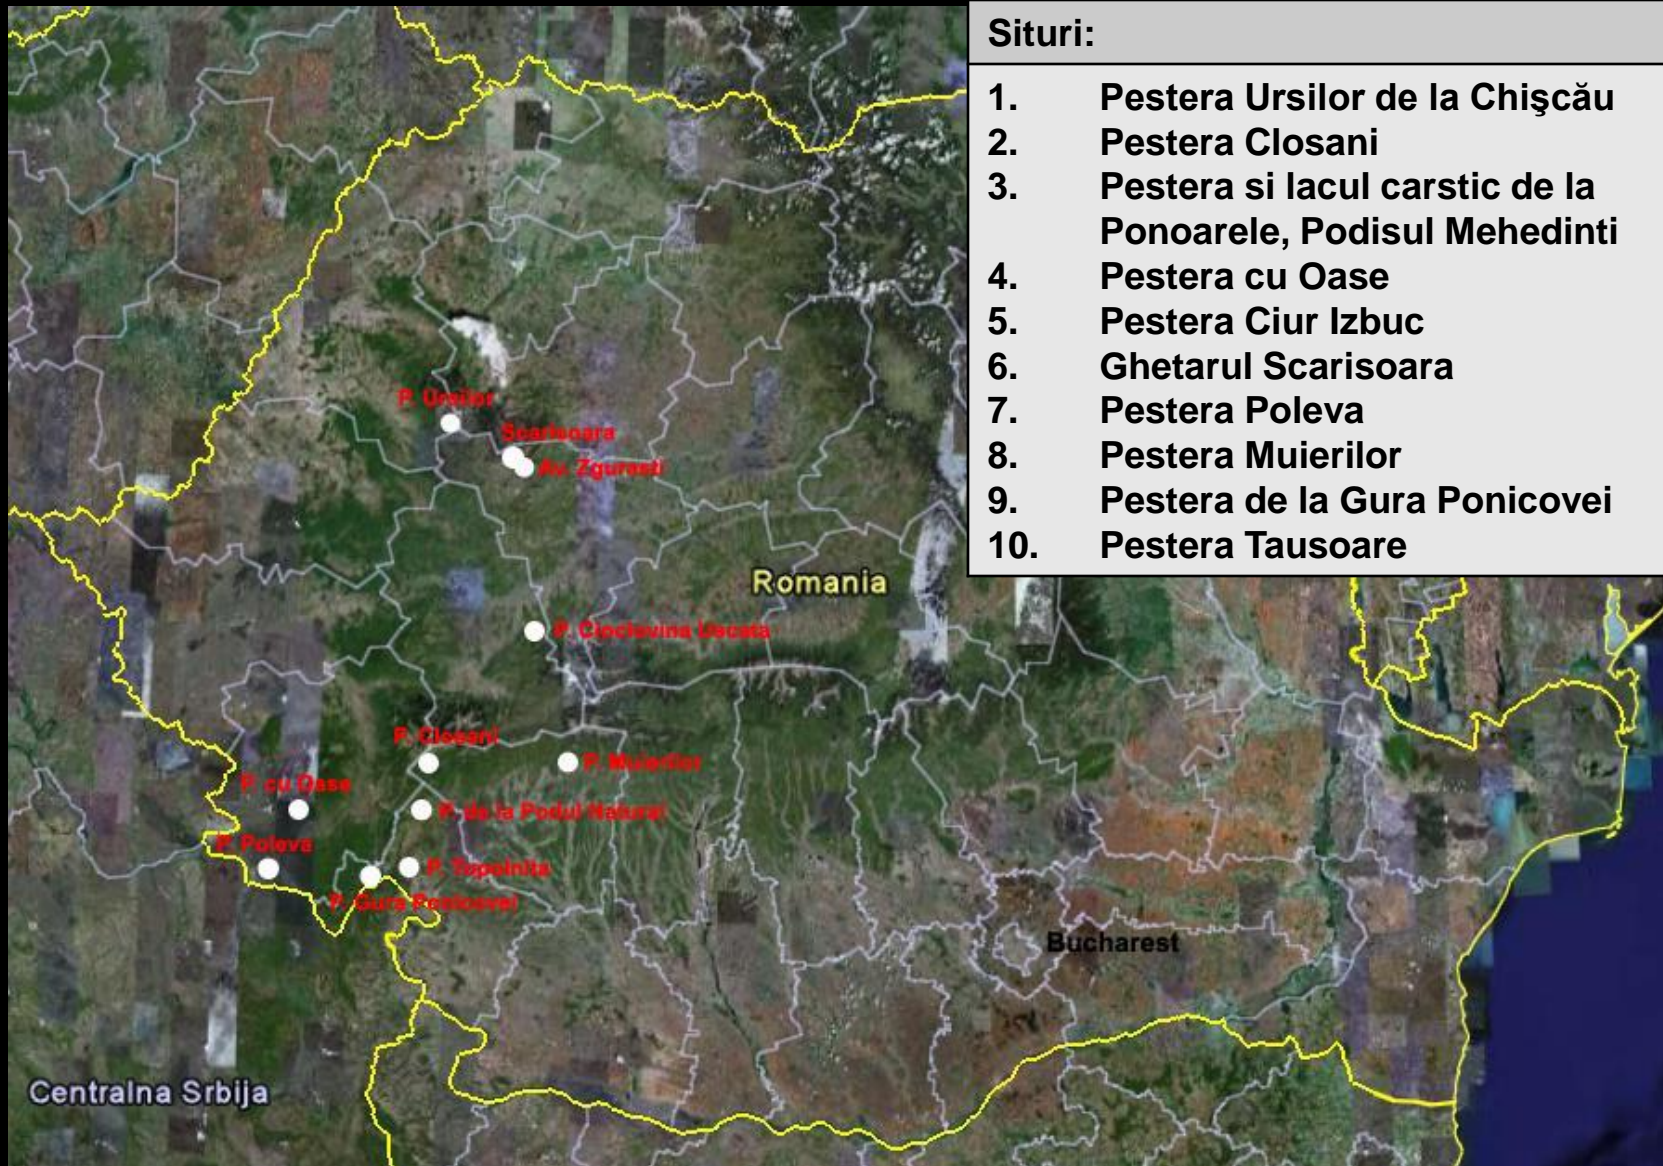 Situri:
1. Pestera Ursilor de la Chişcău
2. Pestera Closani
3. Pestera si lacul carstic de la
Ponoarele, Podisul Mehedinti
4. Pestera cu Oase
5. Pestera Ciur Izbuc
6. Ghetarul Scarisoara
7. Pestera Poleva
8. Pestera Muierilor
9. Pestera de la Gura Ponicovei
10. Pestera Tausoare
P. Ursilor
Scarisoara
Av. Zgurasti
Romania
P. Cioclovina Uscata
P. Closani
P. Muierilor
P. cu Oase
P. de la Podul Natural
P. Poleva
P. Topolnita
P. Gura Ponicovei
Bucharest
Centralna Srbija